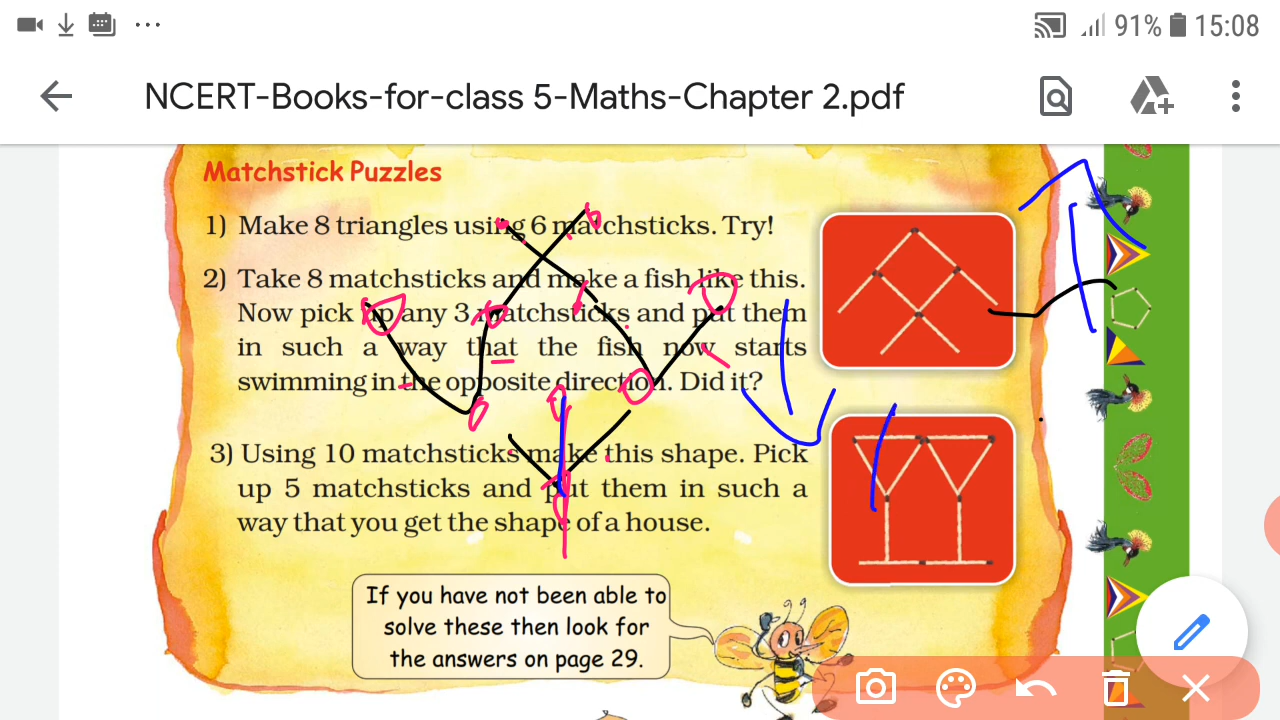 91% 15:08
NCERT-Books-for-class 5-Maths-Chapter 2.pdf
Matchstick Puzzles
1) Make 8 triangles using 6 matchsticks. Try!
2) Take 8 matchsticks and make a fish like this.
Now pick up any 3 matchsticks and put them
in such a way that the fish now starts
swimming in the opposite direction. Did it?
3) Using 10 matchsticks make this shape. Pick
up 5 matchsticks and put them in such a
way that you get the shape of a house.
If you have not been able to
solve these then look for
the answers on page 29.